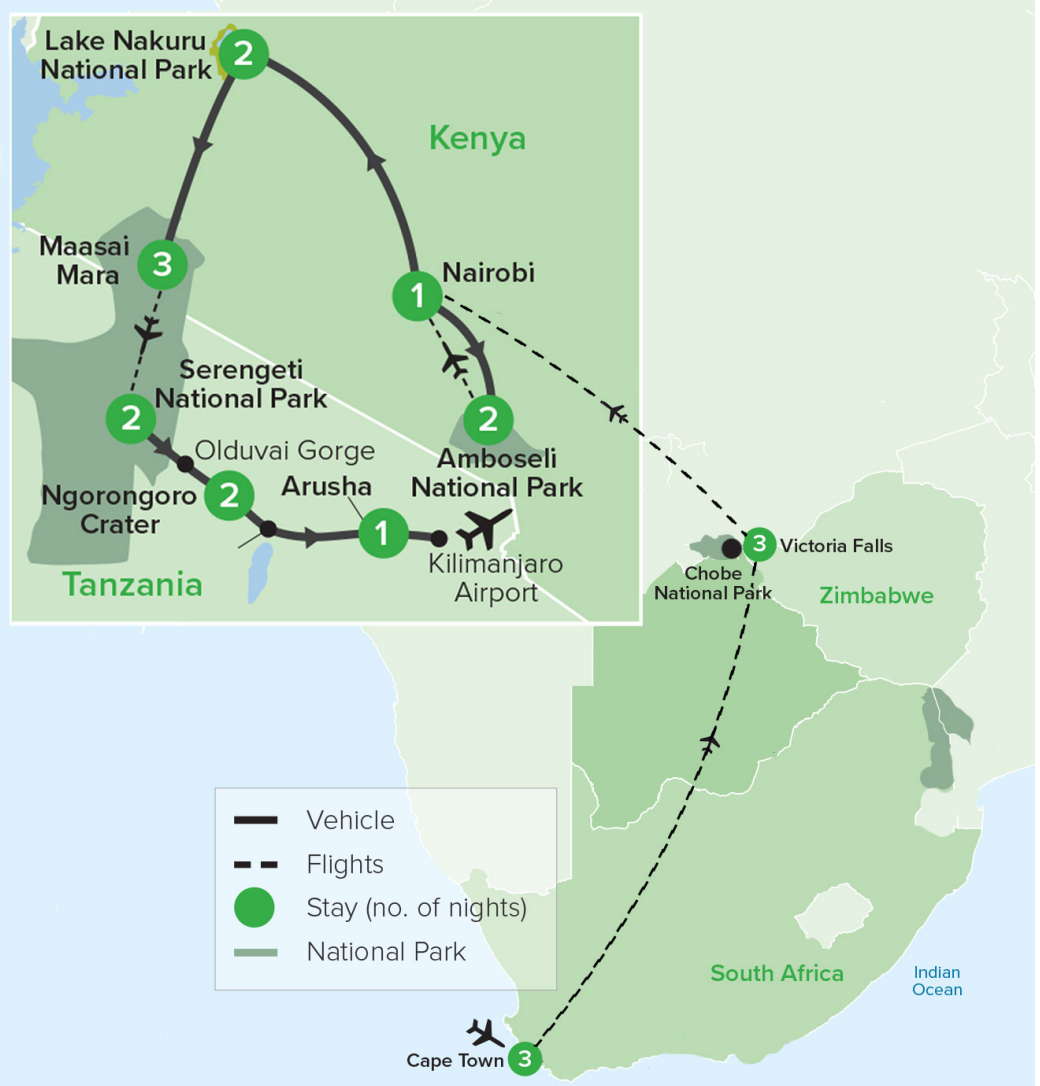 Lake Nakuru
National Park
2
Kenya
Maasai
Mara
3
Nairobi
1
Serengeti
National Park
2
2
Amboseli
National Park
Olduvai Gorge
Ngorongoro
Crater
2
Arusha
1
Kilimanjaro
Airport
Tanzania
3
Victoria Falls
Chobe
National Park
Zimbabwe
Vehicle
Flights
Stay (no. of nights)
National Park
South Africa
Indian
Ocean
Cape Town
3